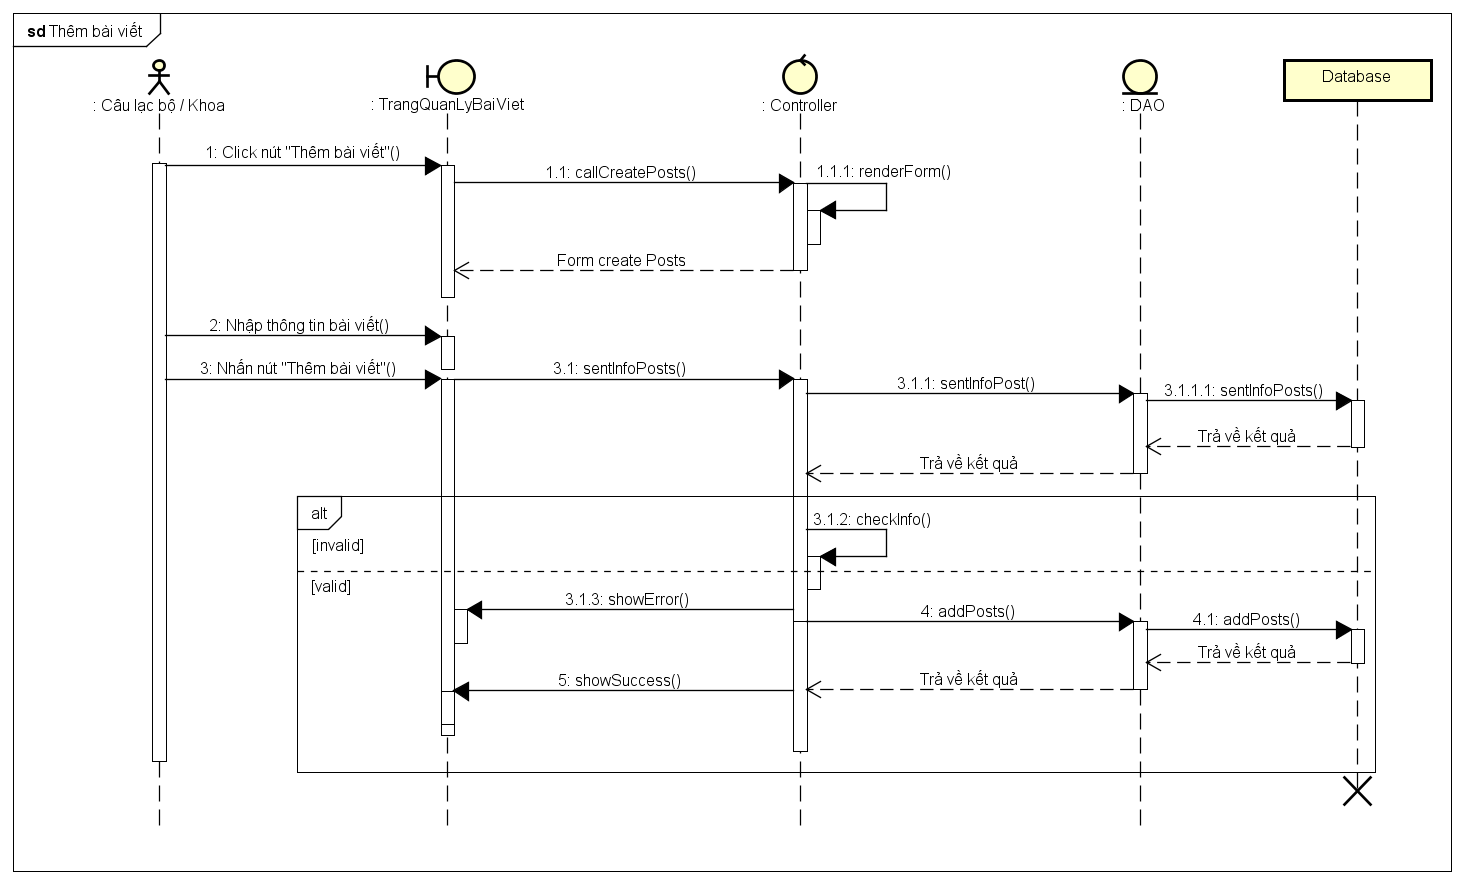 sd Thêm bài viết
: Câu lạc bộ / Khoa
: TrangQuanLyBaiViet
: Controller
: DAO
Database
1: Click nút "Thêm bài viết"()
1.1: callCreatePosts()
1.1.1: renderForm()
Form create Posts
2: Nhập thông tin bài viết()
3: Nhấn nút "Thêm bài viết"()
3.1: sentInfoPosts()
3.1.1: sentInfoPost()
3.1.1.1: sentInfoPosts()
Trả về kết quả
Trả về kết quả
alt
3.1.2: checkInfo()
[invalid]
[valid]
3.1.3: showError()
4: addPosts()
4.1: addPosts()
Trả về kết quả
Trả về kết quả
5: showSuccess()